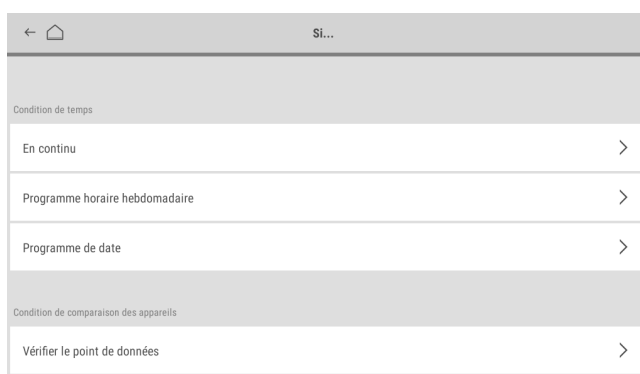 Si...
Condition de temps
En continu
Programme horaire hebdomadaire
Programme de date
Condition de comparaison des appareils
Vérifier le point de données